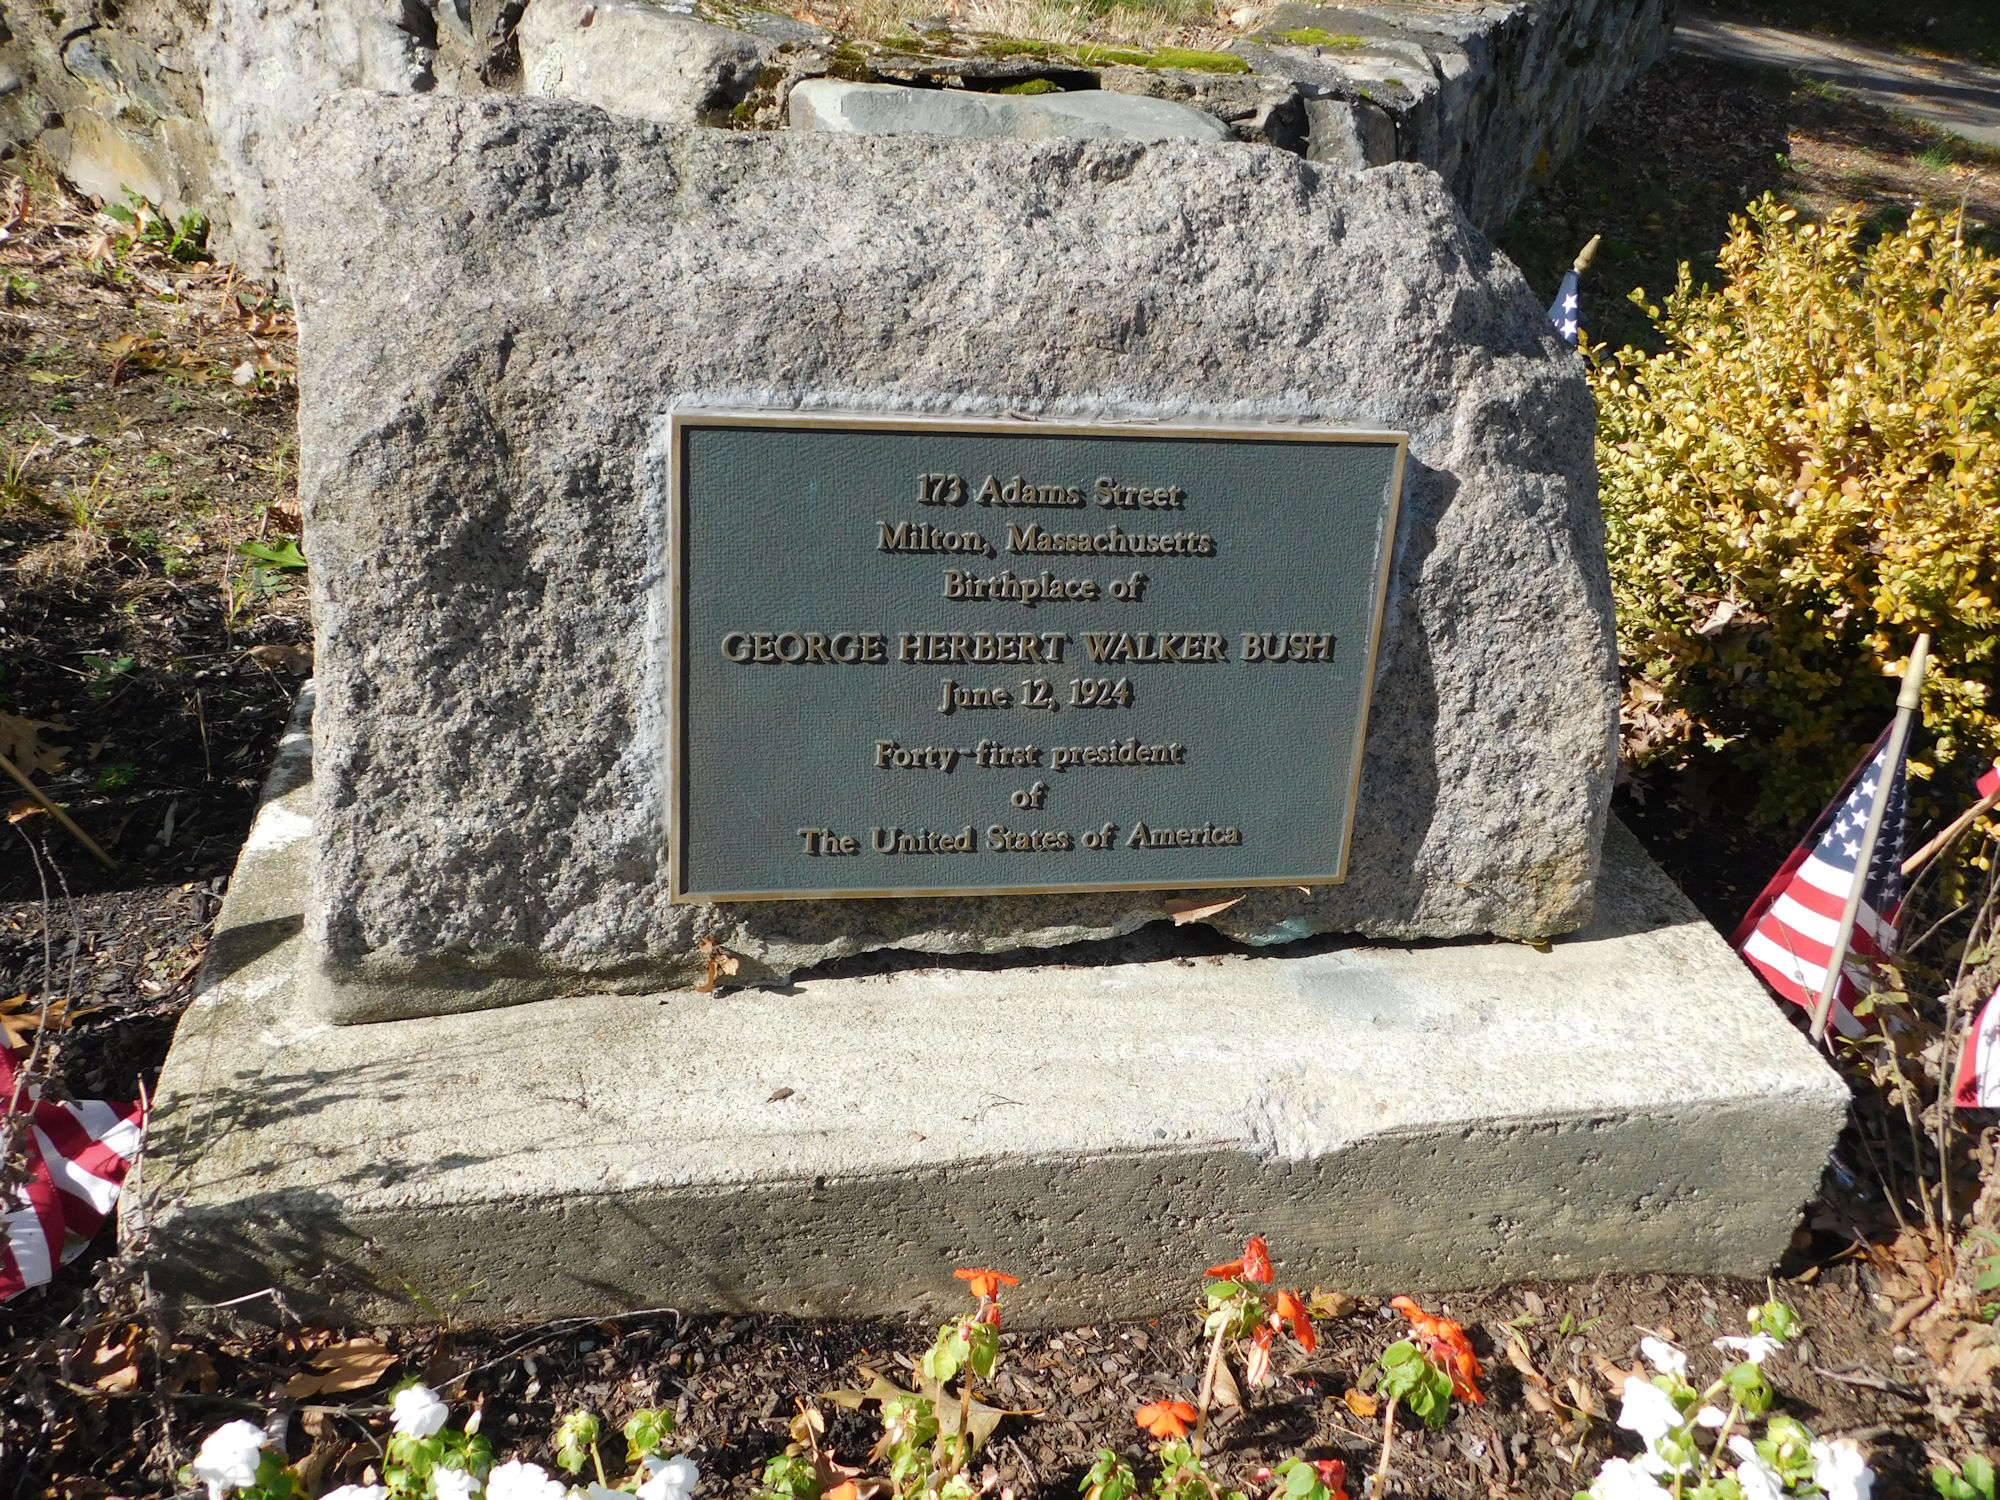 173 Adams Street
Milton, Massachusetts
Birthplace of
GEORGE HERBERT WALKER BUSH
June 12, 1924
Forty-first president
of
The United States of America